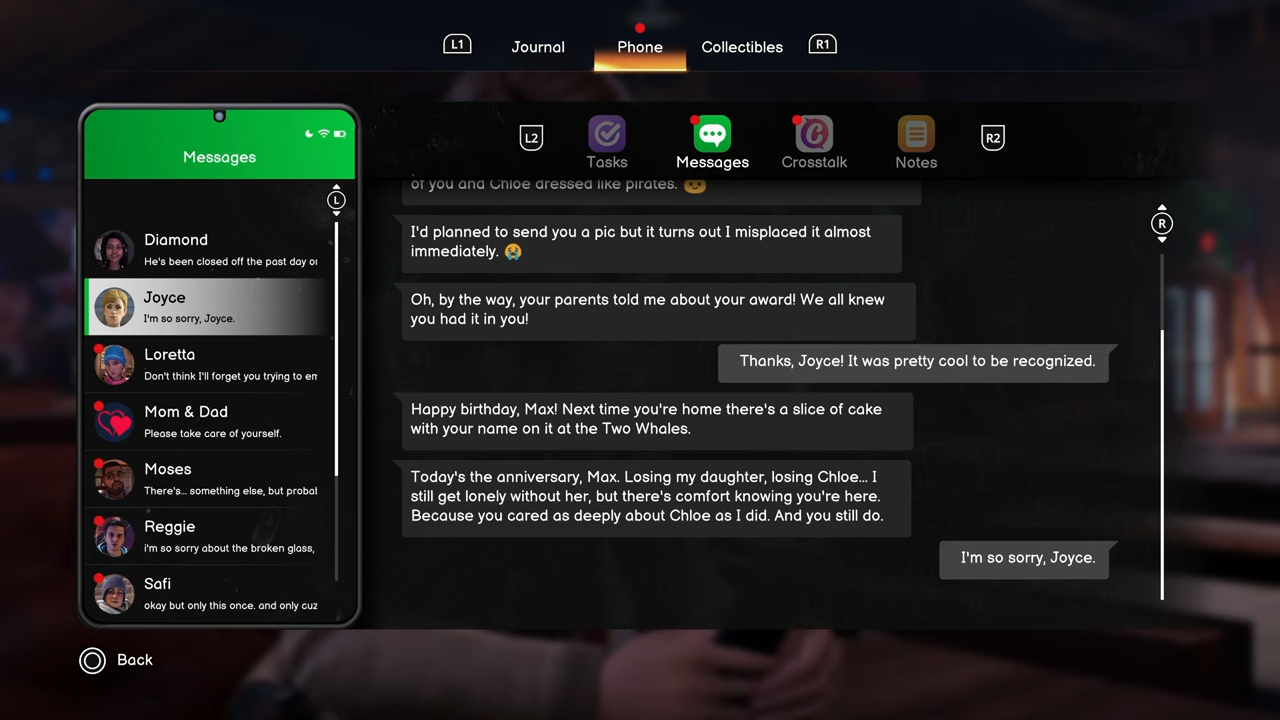 L1
Journal
Phone
Collectibles
R1
Messages
L
Diamond
He's been closed off the past day or
Joyce
I'm so sorry, Joyce.
Loretta
Don't think I'll forget you trying to em
Mom & Dad
Please take care of yourself.
Moses
There's... something else, but probab
Reggie
i'm so sorry about the broken glass,
Safi
okay but only this once. and only cuz
L2
Tasks
Messages
Crosstalk
Notes
R2
of you and Chloe dressed like pirates. 🙂
I'd planned to send you a pic but it turns out I misplaced it almost
immediately. 😭
Oh, by the way, your parents told me about your award! We all knew
you had it in you!
Thanks, Joyce! It was pretty cool to be recognized.
Happy birthday, Max! Next time you're home there's a slice of cake
with your name on it at the Two Whales.
Today's the anniversary, Max. Losing my daughter, losing Chloe... I
still get lonely without her, but there's comfort knowing you're here.
Because you cared as deeply about Chloe as I did. And you still do.
I'm so sorry, Joyce.
R
Back